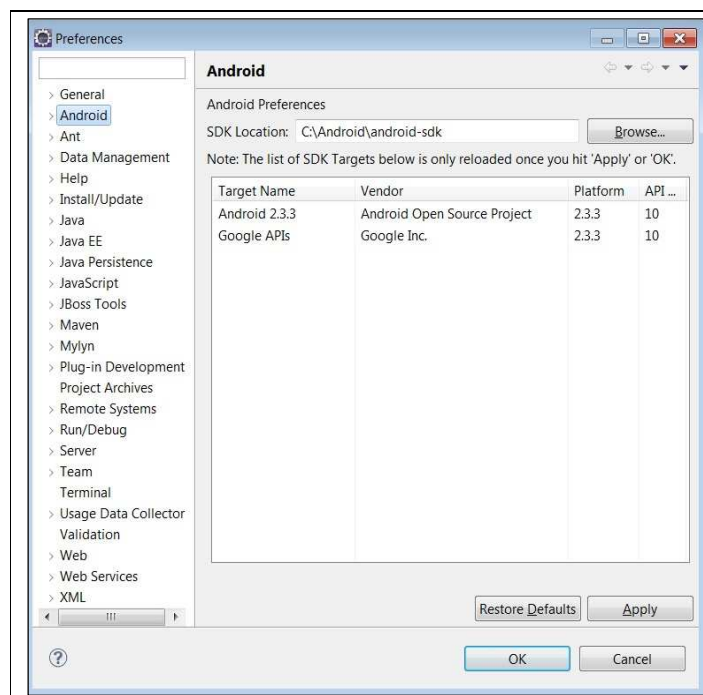 Preferences
General
Android
Ant
Data Management
Help
Install/Update
Java
Java EE
Java Persistence
JavaScript
JBoss Tools
Maven
Mylyn
Plug-in Development
Project Archives
Remote Systems
Run/Debug
Server
Team
Terminal
Usage Data Collector
Validation
Web
Web Services
XML
Android
Android Preferences
SDK Location: C:\Android\android-sdk Browse...
Note: The list of SDK Targets below is only reloaded once you hit 'Apply' or 'OK'.
Target Name Vendor Platform API ...
Android 2.3.3 Android Open Source Project 2.3.3 10
Google APIs Google Inc. 2.3.3 10
Restore Defaults Apply
? OK Cancel